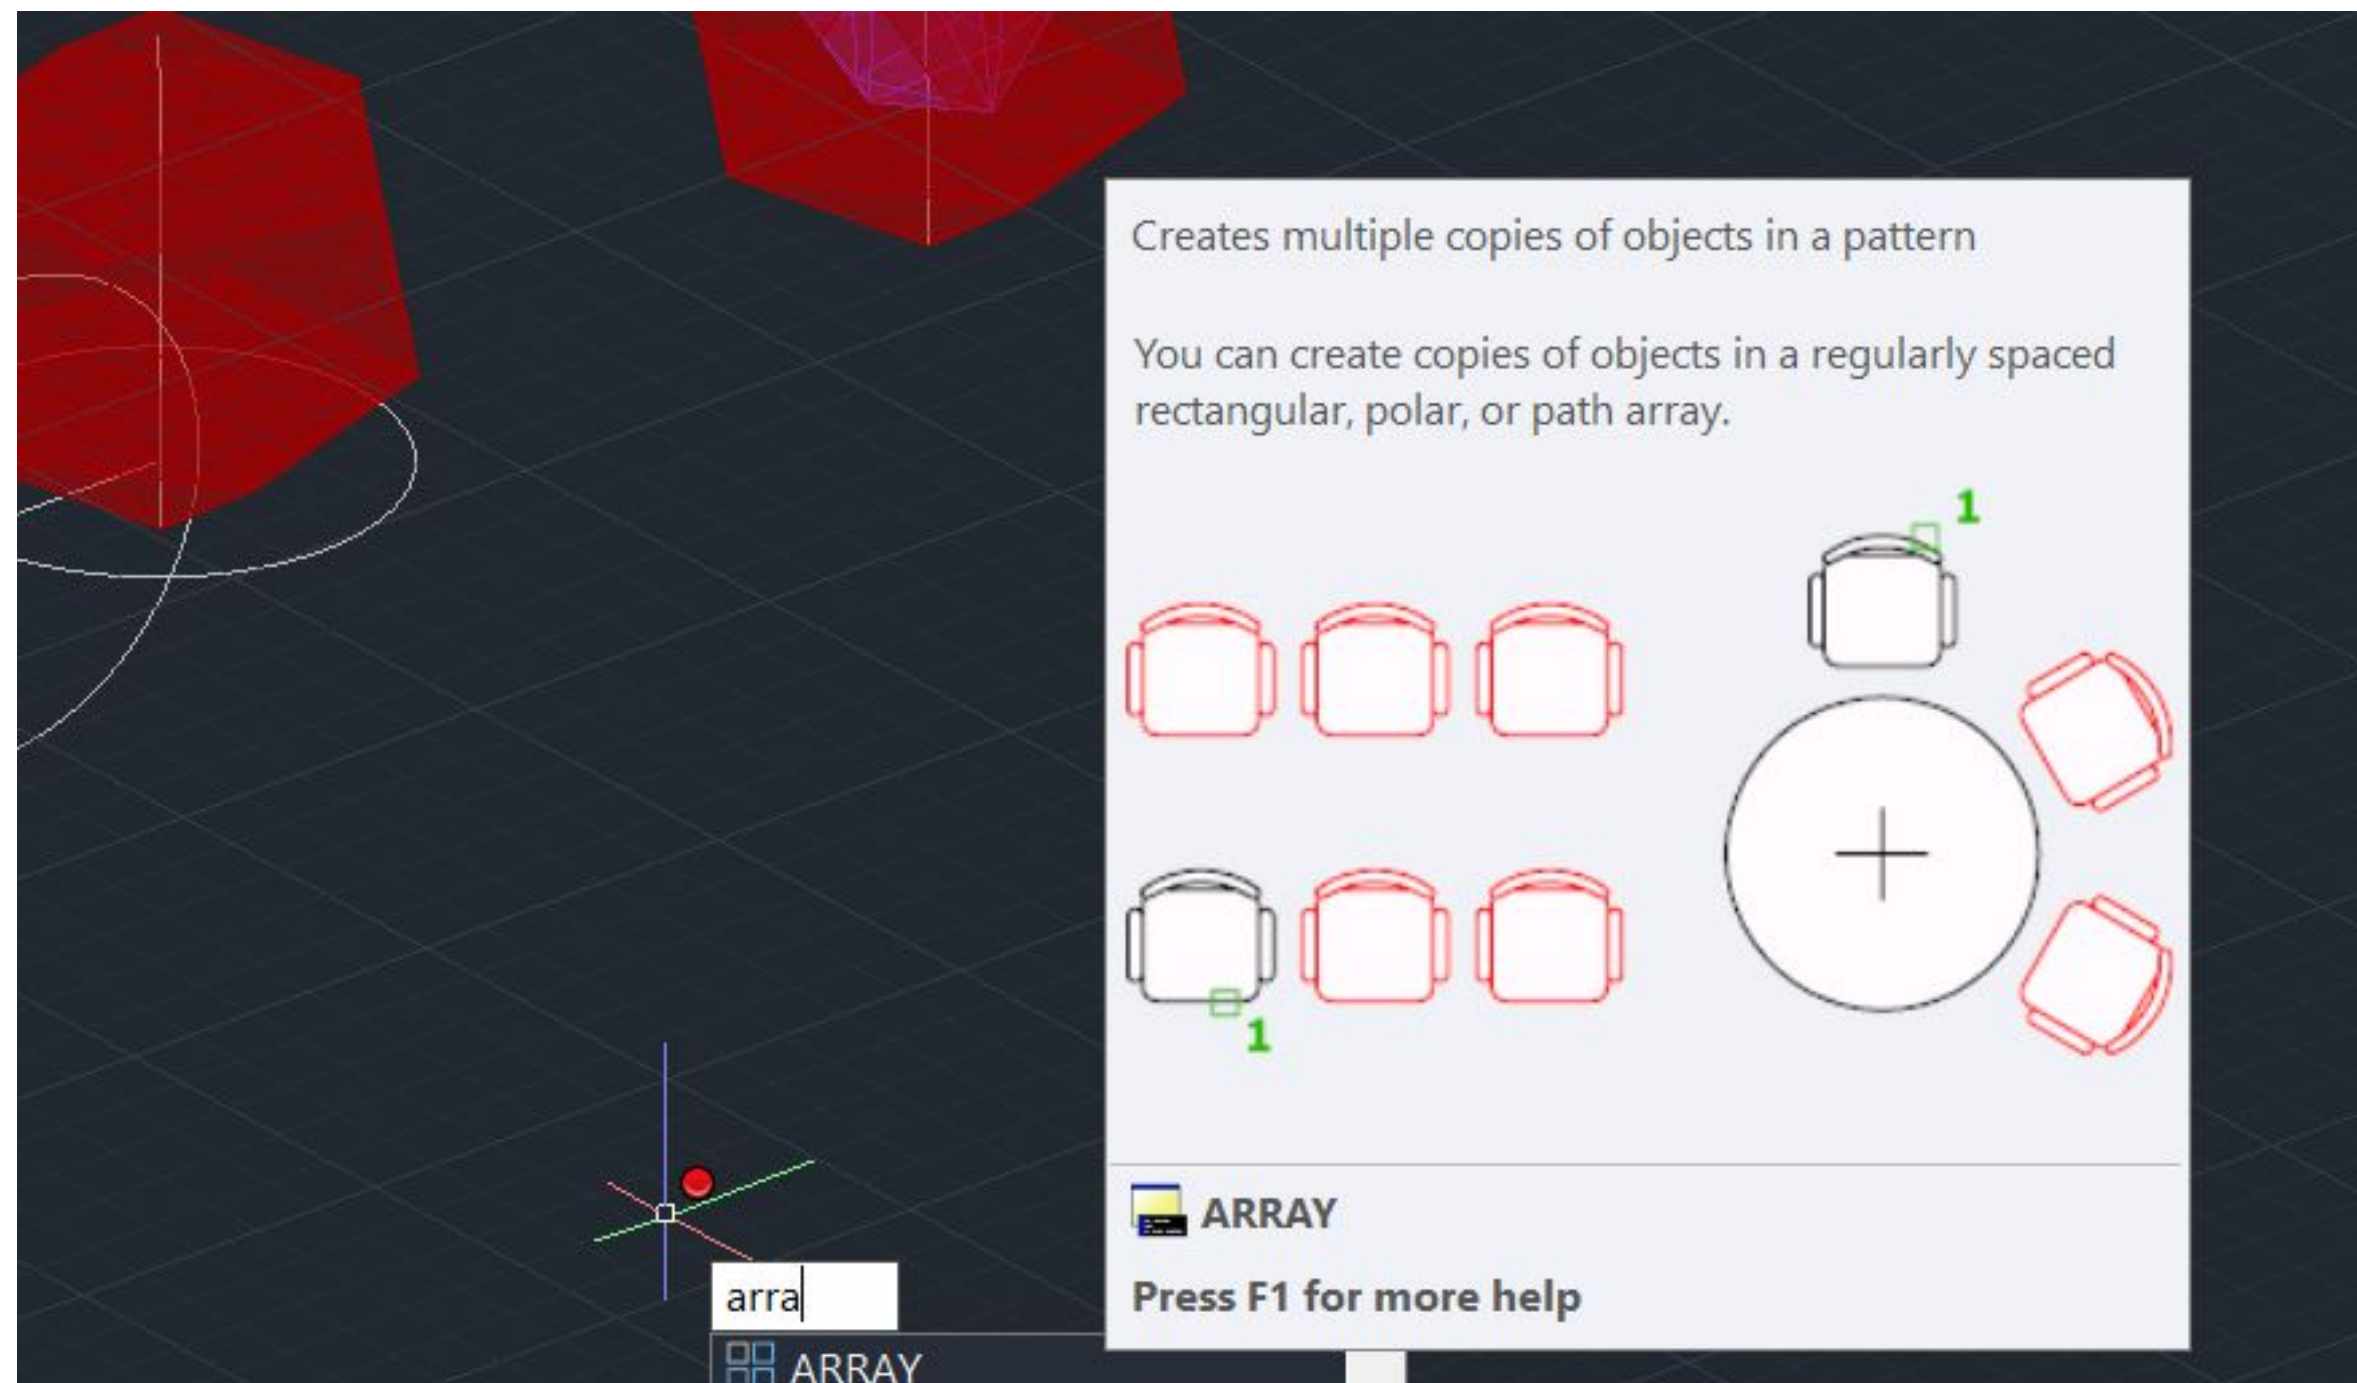 Creates multiple copies of objects in a pattern
You can create copies of objects in a regularly spaced
rectangular, polar, or path array.
1
1
ARRAY
Press F1 for more help
arra
ARRAY